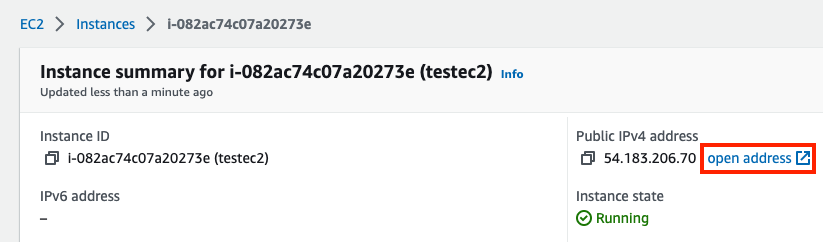 EC2 > Instances > i-082ac74c07a20273e
Instance summary for i-082ac74c07a20273e (testec2) Info
Updated less than a minute ago
Instance ID
i-082ac74c07a20273e (testec2)
IPv6 address
–
Public IPv4 address
54.183.206.70 open address
Instance state
Running